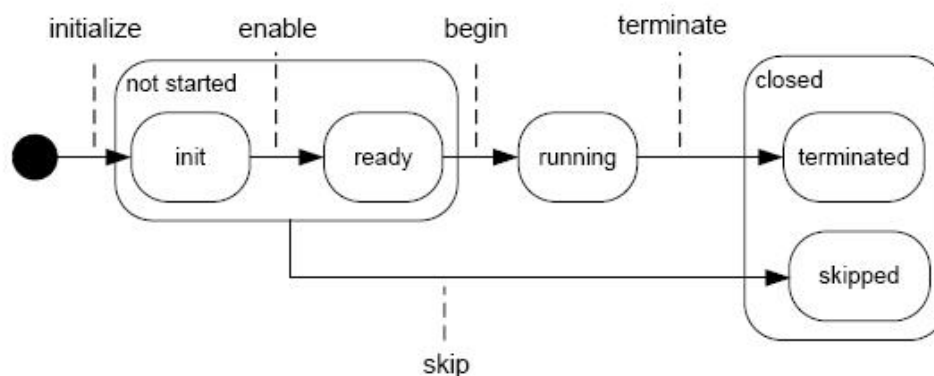 initialize
enable
begin
terminate
not started
closed
init
ready
running
terminated
skipped
skip